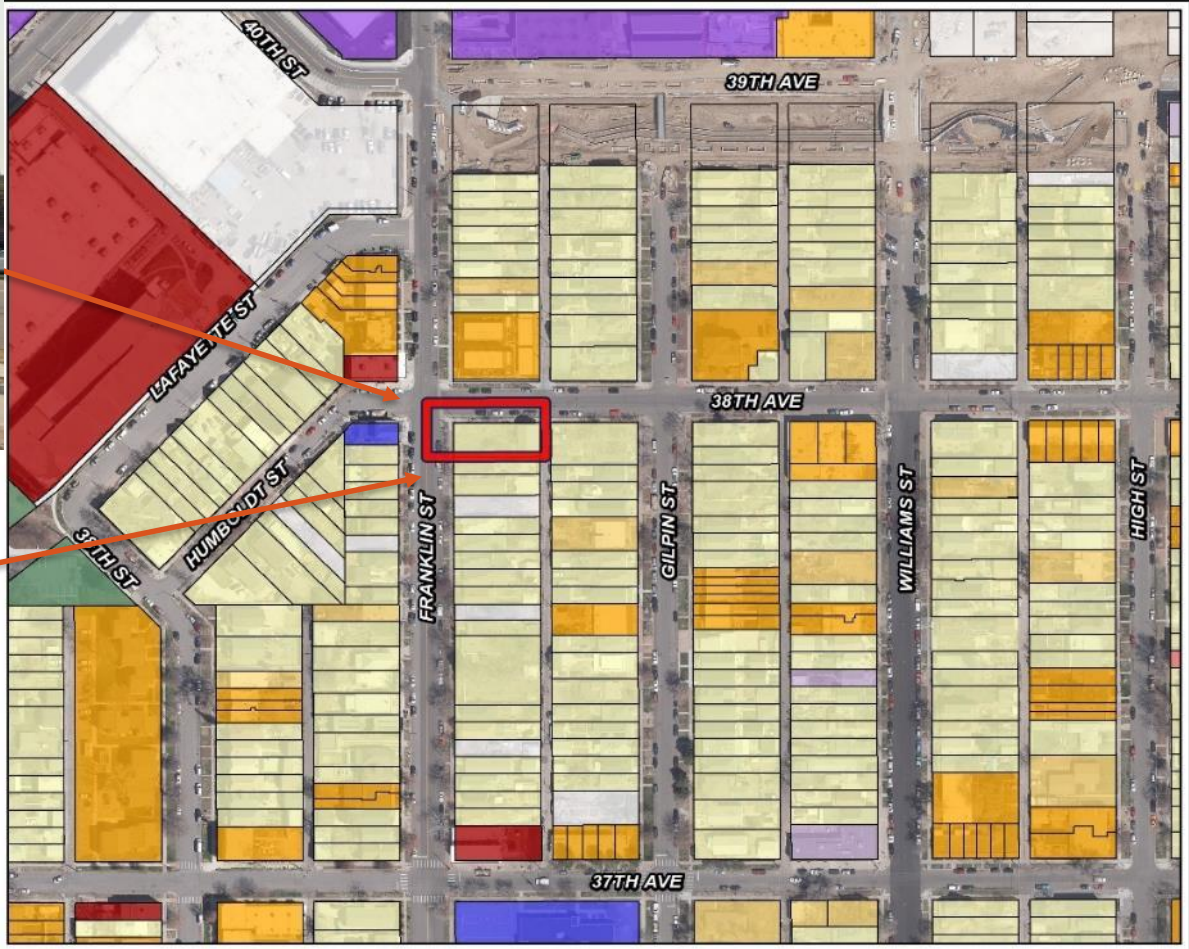 40TH ST
39TH AVE
LAFAYETTE ST
38TH AVE
HUMBOLDT ST
38TH ST
FRANKLIN ST
GILPIN ST
WILLIAMS ST
HIGH ST
37TH AVE